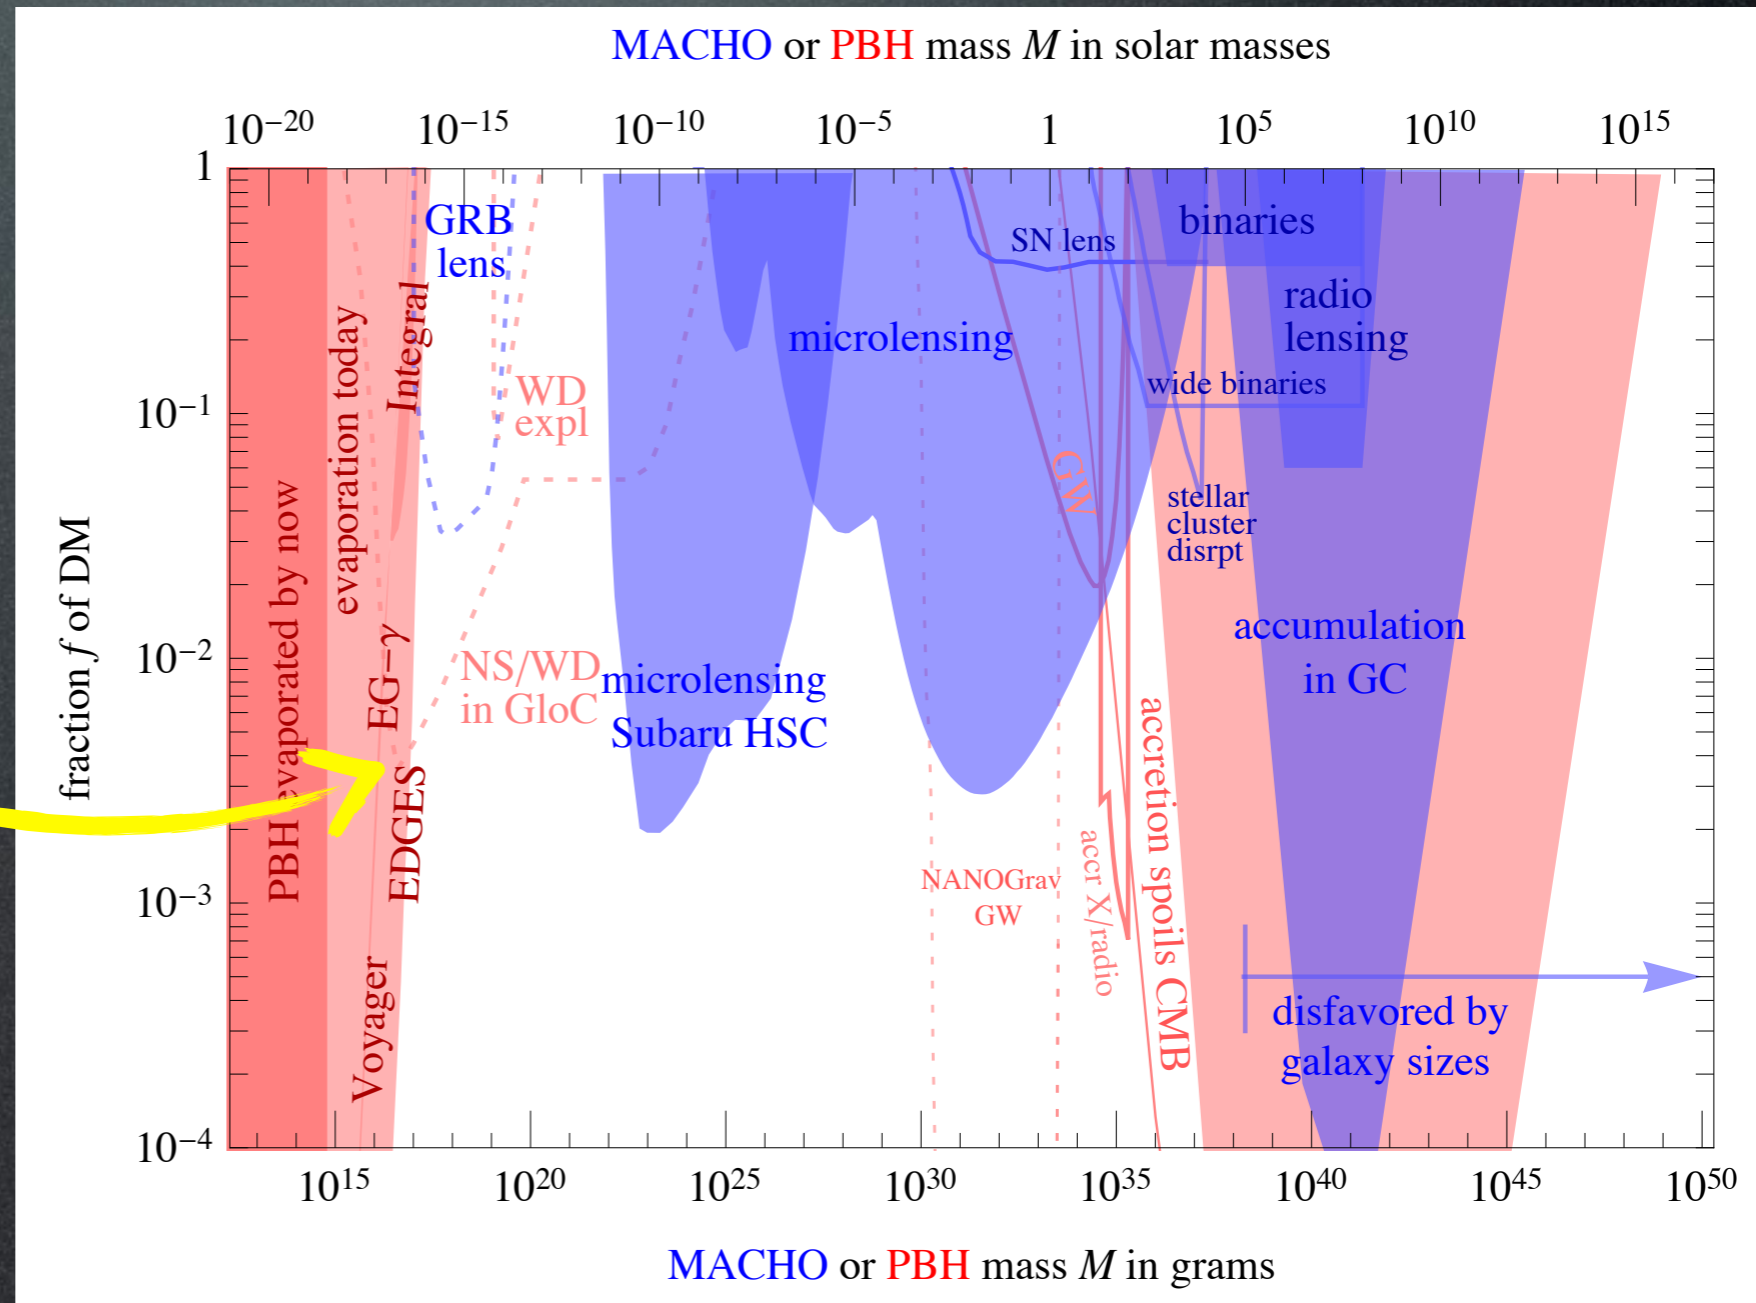 MACHO or PBH mass M in solar masses
10⁻²⁰ 10⁻¹⁵ 10⁻¹⁰ 10⁻⁵ 1 10⁵ 10¹⁰ 10¹⁵
1
10⁻¹
10⁻²
10⁻³
10⁻⁴
fraction f of DM
PBH evaporated by now
evaporation today
Integral
EG−γ
EDGES
Voyager
GRB
lens
WD
expl
NS/WD
in GloC
microlensing
Subaru HSC
microlensing
SN lens
GW
NANOGrav
GW
accr X/radio
accretion spoils CMB
binaries
radio
lensing
wide binaries
stellar
cluster
disrpt
accumulation
in GC
disfavored by
galaxy sizes
10¹⁵ 10²⁰ 10²⁵ 10³⁰ 10³⁵ 10⁴⁰ 10⁴⁵ 10⁵⁰
MACHO or PBH mass M in grams